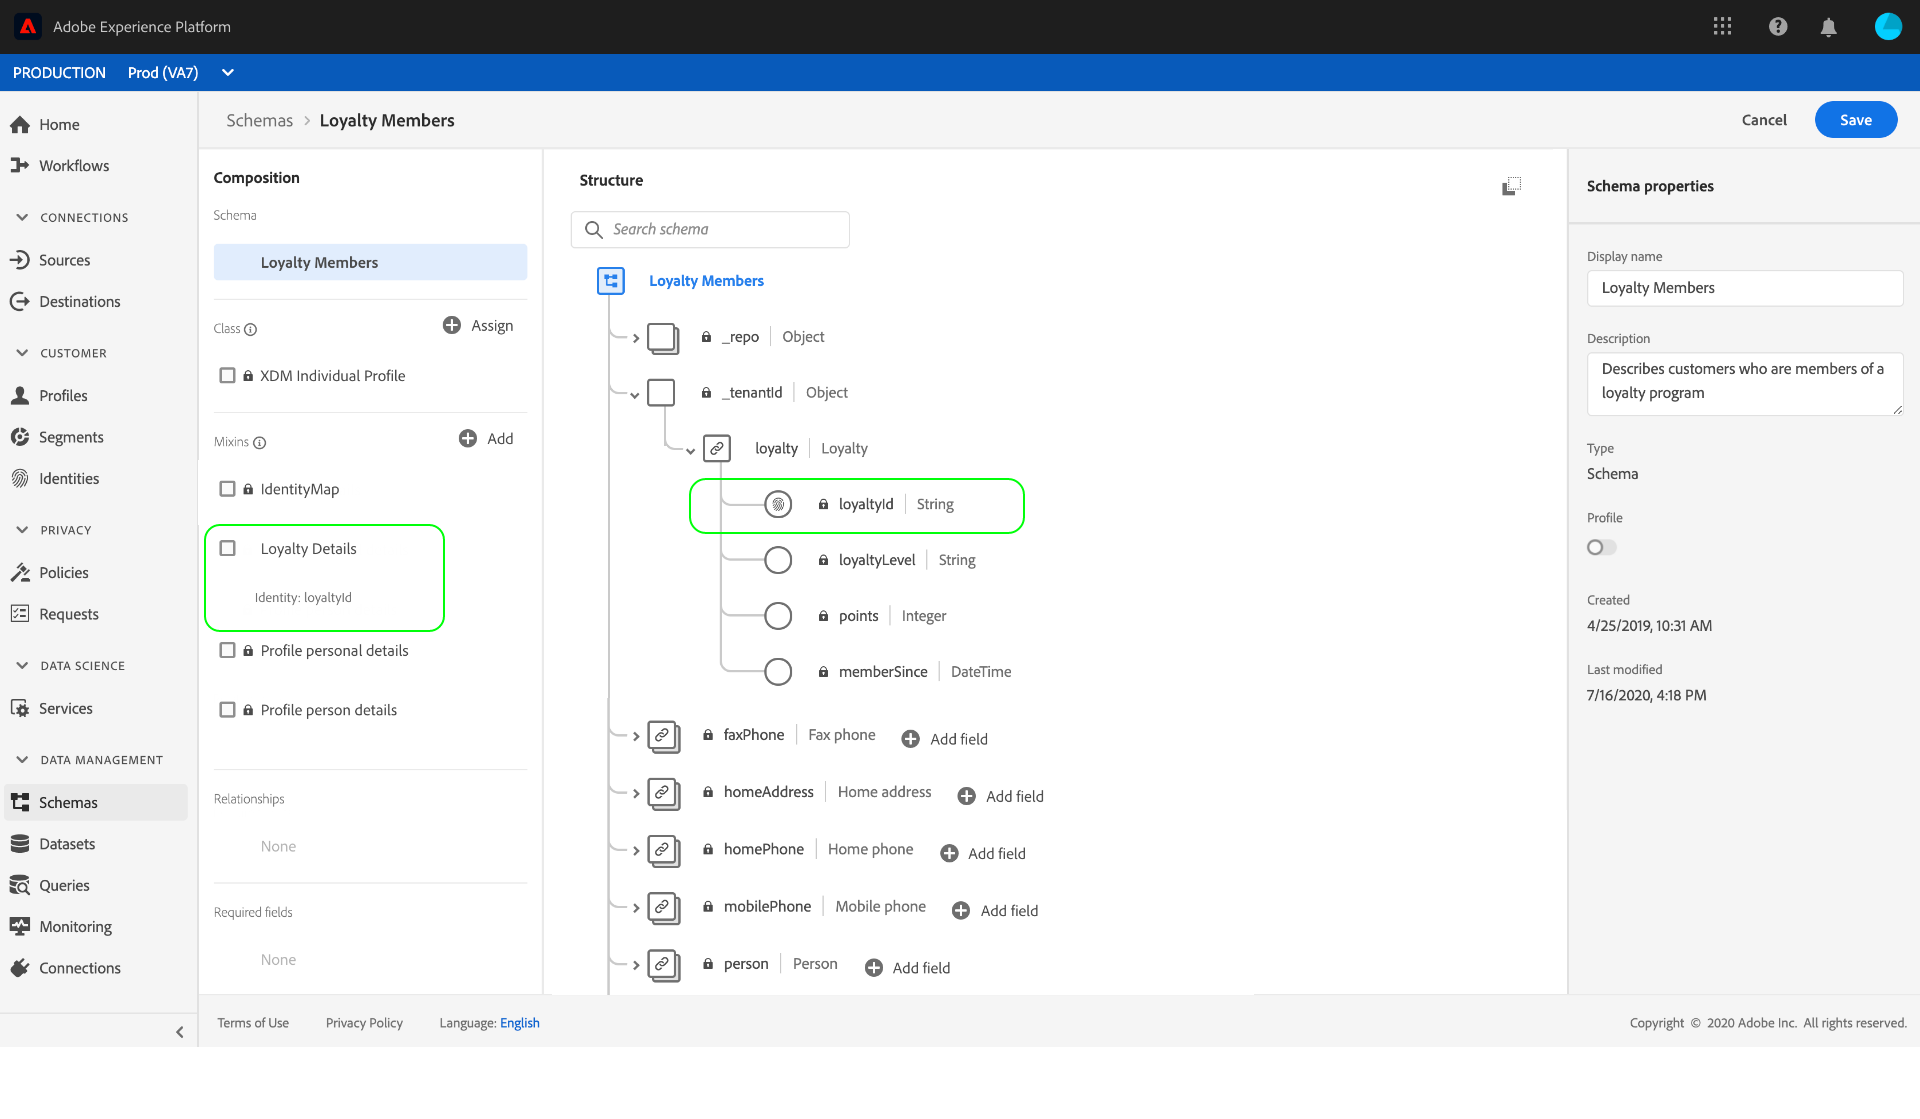 Adobe Experience Platform
PRODUCTION Prod (VA7)
Home
Workflows
CONNECTIONS
Sources
Destinations
CUSTOMER
Profiles
Segments
Identities
PRIVACY
Policies
Requests
DATA SCIENCE
Services
DATA MANAGEMENT
Schemas
Datasets
Queries
Monitoring
Connections
Schemas > Loyalty Members
Cancel
Save
Composition
Schema
Loyalty Members
Class
Assign
XDM Individual Profile
Mixins
Add
IdentityMap
Loyalty Details
Identity: loyaltyId
Profile personal details
Profile person details
Relationships
None
Required fields
None
Structure
Search schema
Loyalty Members
_repo Object
_tenantId Object
loyalty Loyalty
loyaltyId String
loyaltyLevel String
points Integer
memberSince DateTime
faxPhone Fax phone Add field
homeAddress Home address Add field
homePhone Home phone Add field
mobilePhone Mobile phone Add field
person Person Add field
Schema properties
Display name
Loyalty Members
Description
Describes customers who are members of a
loyalty program
Type
Schema
Profile
Created
4/25/2019, 10:31 AM
Last modified
7/16/2020, 4:18 PM
Terms of Use Privacy Policy Language: English
Copyright © 2020 Adobe Inc. All rights reserved.